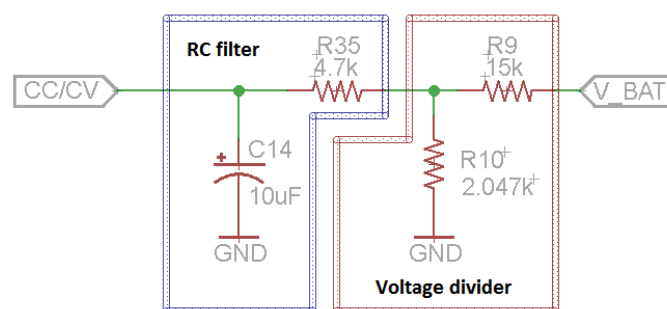 RC filter
R35
4.7k
R9
15k
CC/CV
V_BAT
C14
10uF
R10
2.047k
GND
GND
Voltage divider